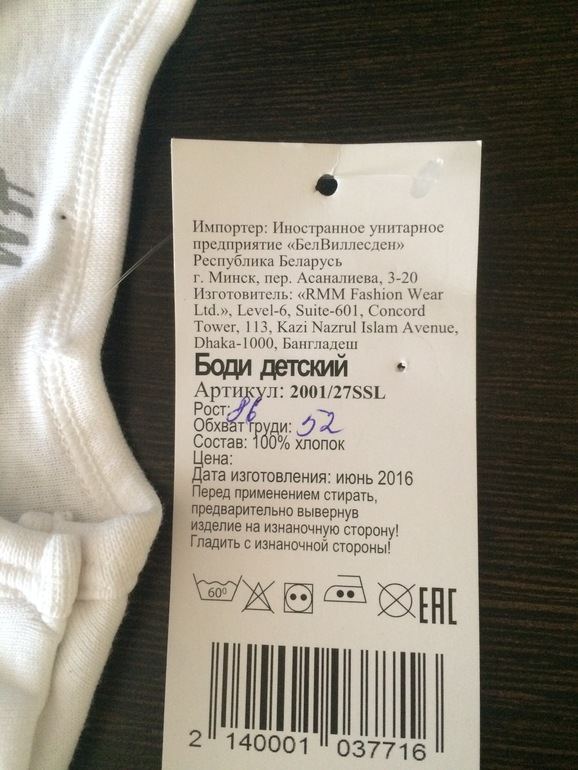 Импортер: Иностранное унитарное
предприятие «БелВиллесден»
Республика Беларусь
г. Минск, пер. Асаналиева, 3-20
Изготовитель: «RMM Fashion Wear
Ltd.», Level-6, Suite-601, Concord
Tower, 113, Kazi Nazrul Islam Avenue,
Dhaka-1000, Бангладеш
Боди детский
Артикул: 2001/27SSL
Рост: 86
Обхват груди: 52
Состав: 100% хлопок
Цена:
Дата изготовления: июнь 2016
Перед применением стирать,
предварительно вывернув
изделие на изнаночную сторону!
Гладить с изнаночной стороны!
60° EAC
2 140001 037716